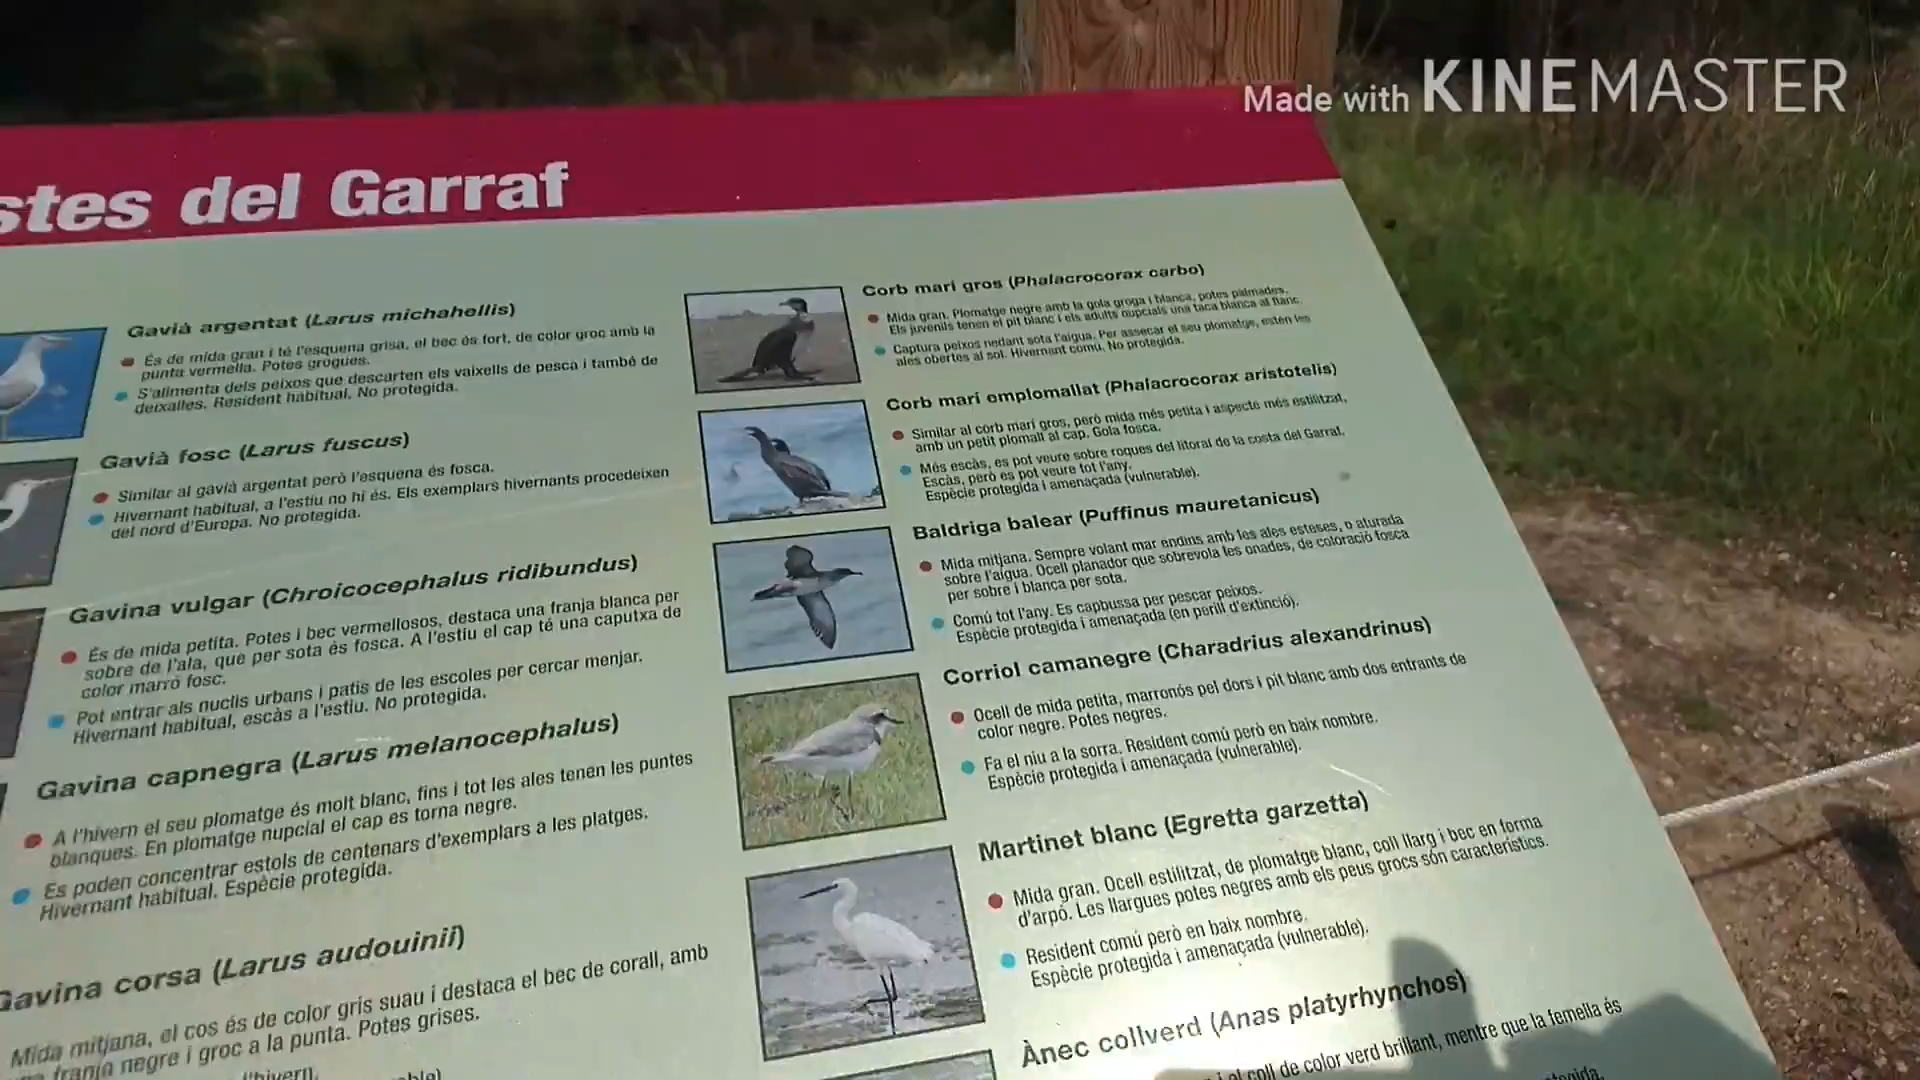 Made with KINEMASTER
stes del Garraf
Gavià argentat (Larus michahellis)
És de mida gran i té l'esquena grisa, el bec és fort, de color groc amb la
punta vermella. Potes grogues.
S'alimenta dels peixos que descarten els vaixells de pesca i també de
deixalles. Resident habitual. No protegida.
Gavià fosc (Larus fuscus)
Similar al gavià argentat però l'esquena és fosca.
Hivernant habitual, a l'estiu no hi és. Els exemplars hivernants procedeixen
del nord d'Europa. No protegida.
Gavina vulgar (Chroicocephalus ridibundus)
És de mida petita. Potes i bec vermellosos, destaca una franja blanca per
sobre de l'ala, que per sota és fosca. A l'estiu el cap té una caputxa de
color marró fosc.
Pot entrar als nuclis urbans i patis de les escoles per cercar menjar.
Hivernant habitual, escàs a l'estiu. No protegida.
Gavina capnegra (Larus melanocephalus)
A l'hivern el seu plomatge és molt blanc, fins i tot les ales tenen les puntes
blanques. En plomatge nupcial el cap es torna negre.
Es poden concentrar estols de centenars d'exemplars a les platges.
Hivernant habitual. Espècie protegida.
Gavina corsa (Larus audouinii)
Mida mitjana, el cos és de color gris suau i destaca el bec de corall, amb
franja negre i groc a la punta. Potes grises.
l'hivern.
Corb marí gros (Phalacrocorax carbo)
Mida gran. Plomatge negre amb la gola groga i blanca, potes palmades.
Els juvenils tenen el pit blanc i els adults nupcials una taca blanca al flanc.
Captura peixos nedant sota l'aigua. Per assecar el seu plomatge, estén les
ales obertes al sol. Hivernant comú. No protegida.
Corb marí emplomallat (Phalacrocorax aristotelis)
Similar al corb marí gros, però mida més petita i aspecte més estilitzat,
amb un petit plomall al cap. Gola fosca.
Més escàs, es pot veure sobre roques del litoral de la costa del Garraf.
Escàs, però es pot veure tot l'any.
Espècie protegida i amenaçada (vulnerable).
Baldriga balear (Puffinus mauretanicus)
Mida mitjana. Sempre volant mar endins amb les ales esteses, o aturada
sobre l'aigua. Ocell planador que sobrevola les onades, de coloració fosca
per sobre i blanca per sota.
Comú tot l'any. Es capbussa per pescar peixos.
Espècie protegida i amenaçada (en perill d'extinció).
Corriol camanegre (Charadrius alexandrinus)
Ocell de mida petita, marronós pel dors i pit blanc amb dos entrants de
color negre. Potes negres.
Fa el niu a la sorra. Resident comú però en baix nombre.
Espècie protegida i amenaçada (vulnerable).
Martinet blanc (Egretta garzetta)
Mida gran. Ocell estilitzat, de plomatge blanc, coll llarg i bec en forma
d'arpó. Les llargues potes negres amb els peus grocs són característics.
Resident comú però en baix nombre.
Espècie protegida i amenaçada (vulnerable).
Ànec collverd (Anas platyrhynchos)
i el coll de color verd brillant, mentre que la femella és